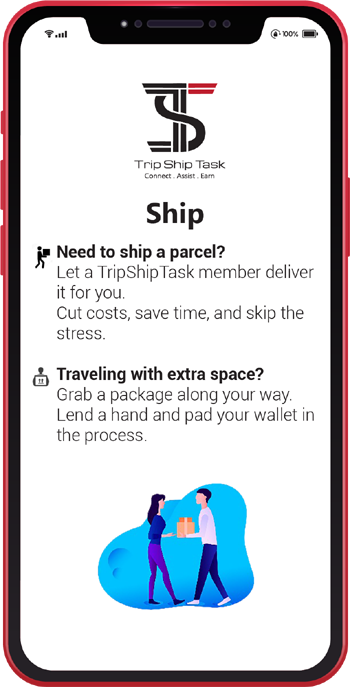 100%
Trip Ship Task
Connect . Assist . Earn
Ship
Need to ship a parcel?
Let a TripShipTask member deliver
it for you.
Cut costs, save time, and skip the
stress.
Traveling with extra space?
Grab a package along your way.
Lend a hand and pad your wallet in
the process.